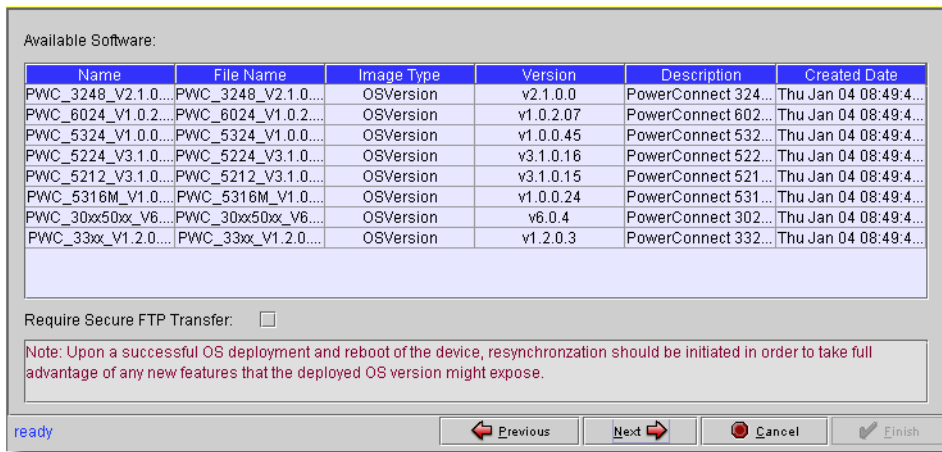 Available Software:
Name File Name Image Type Version Description Created Date
PWC_3248_V2.1.0.... PWC_3248_V2.1.0.... OSVersion v2.1.0.0 PowerConnect 324... Thu Jan 04 08:49:4...
PWC_6024_V1.0.2... PWC_6024_V1.0.2... OSVersion v1.0.2.07 PowerConnect 602... Thu Jan 04 08:49:4...
PWC_5324_V1.0.0... PWC_5324_V1.0.0... OSVersion v1.0.0.45 PowerConnect 532... Thu Jan 04 08:49:4...
PWC_5224_V3.1.0... PWC_5224_V3.1.0... OSVersion v3.1.0.16 PowerConnect 522... Thu Jan 04 08:49:4...
PWC_5212_V3.1.0.... PWC_5212_V3.1.0.... OSVersion v3.1.0.15 PowerConnect 521... Thu Jan 04 08:49:4...
PWC_5316M_V1.0... PWC_5316M_V1.0... OSVersion v1.0.0.24 PowerConnect 531... Thu Jan 04 08:49:4...
PWC_30xx50xx_V6.... PWC_30xx50xx_V6... OSVersion v6.0.4 PowerConnect 302... Thu Jan 04 08:49:4...
PWC_33xx_V1.2.0.... PWC_33xx_V1.2.0.... OSVersion v1.2.0.3 PowerConnect 332... Thu Jan 04 08:49:4...
Require Secure FTP Transfer:
Note: Upon a successful OS deployment and reboot of the device, resynchronzation should be initiated in order to take full
advantage of any new features that the deployed OS version might expose.
ready Previous Next Cancel Finish